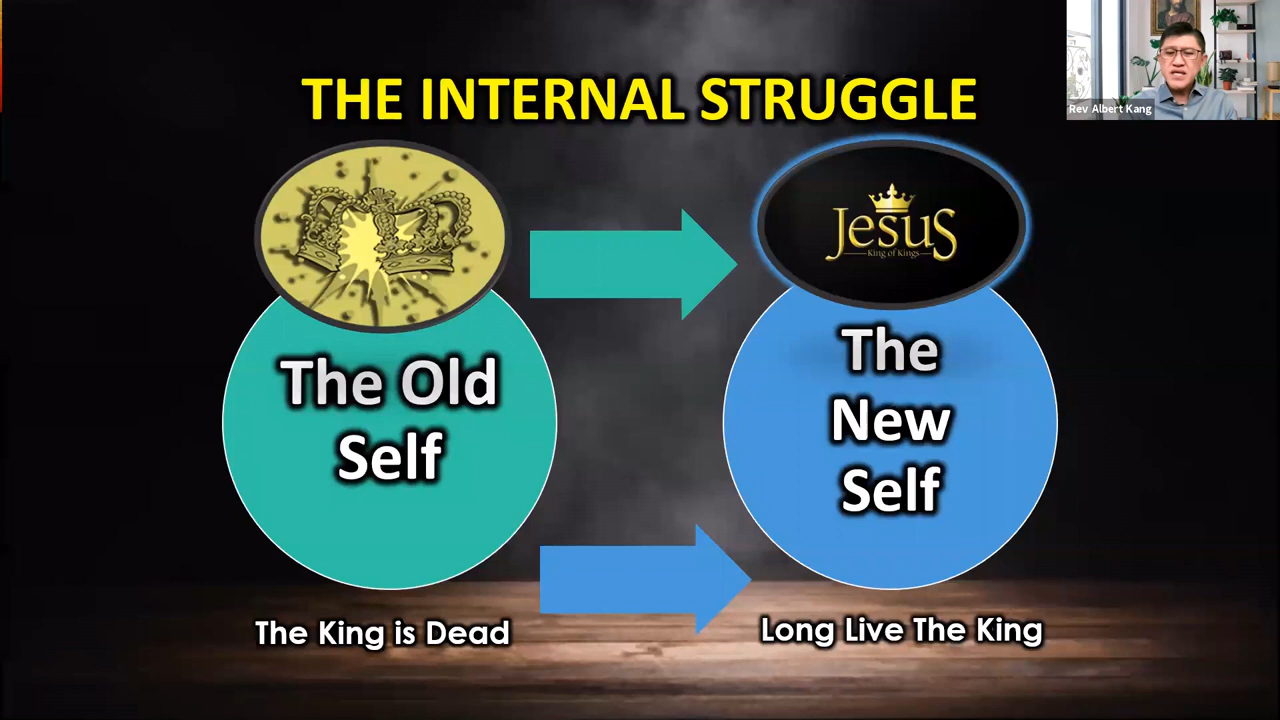 THE INTERNAL STRUGGLE
Rev Albert Kang
Jesus
King of Kings
The Old
Self
The
New
Self
The King is Dead
Long Live The King